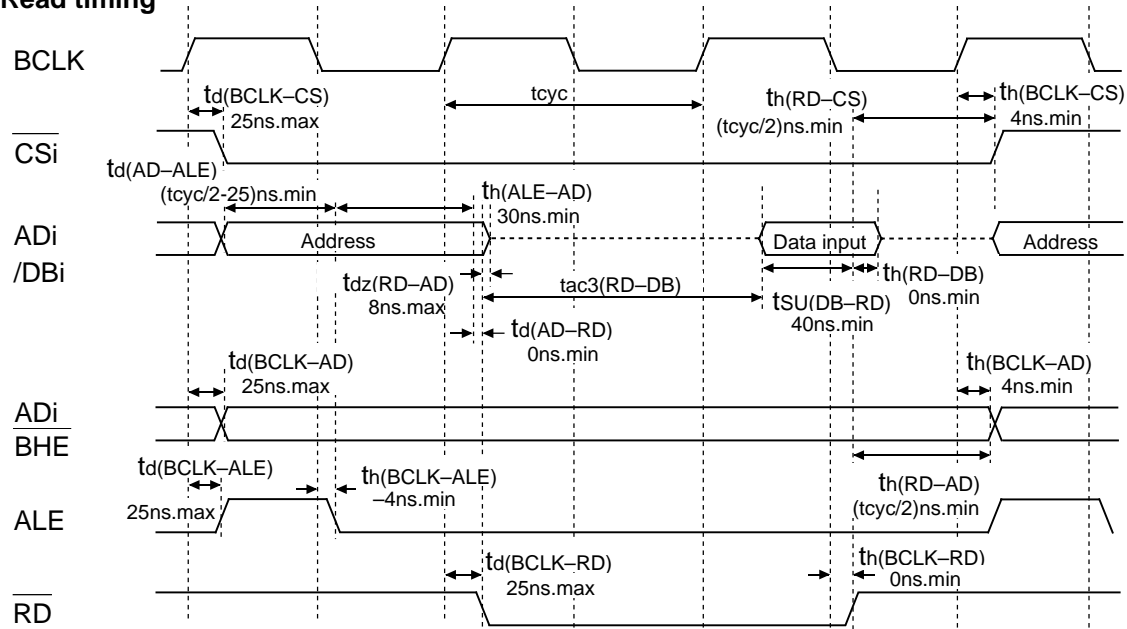 Read timing
BCLK
td(BCLK–CS)
25ns.max
tcyc
th(RD–CS)
(tcyc/2)ns.min
th(BCLK–CS)
4ns.min
CSi
td(AD–ALE)
(tcyc/2-25)ns.min
th(ALE–AD)
30ns.min
ADi
/DBi
Address
Data input
Address
tdz(RD–AD)
8ns.max
tac3(RD–DB)
th(RD–DB)
0ns.min
tSU(DB–RD)
40ns.min
td(AD–RD)
0ns.min
td(BCLK–AD)
25ns.max
th(BCLK–AD)
4ns.min
ADi
BHE
td(BCLK–ALE)
25ns.max
th(BCLK–ALE)
–4ns.min
th(RD–AD)
(tcyc/2)ns.min
ALE
td(BCLK–RD)
25ns.max
th(BCLK–RD)
0ns.min
RD